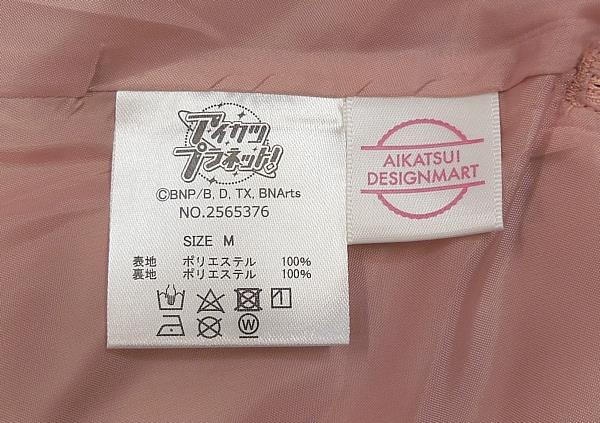 アイカツ
プラネット!
©BNP/B, D, TX, BNArts
NO.2565376
SIZE M
表地 ポリエステル 100%
裏地 ポリエステル 100%
W
AIKATSU!
DESIGNMART